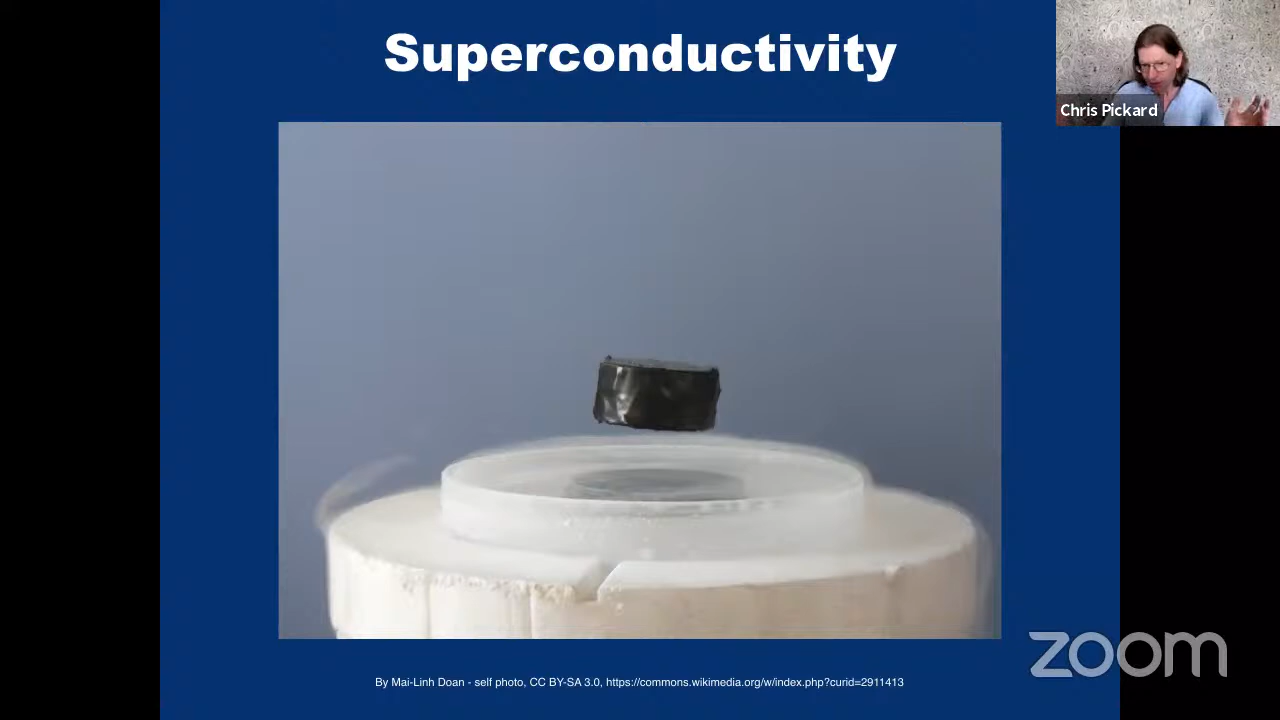 Superconductivity
Chris Pickard
By Mai-Linh Doan - self photo, CC BY-SA 3.0, https://commons.wikimedia.org/w/index.php?curid=2911413
zoom